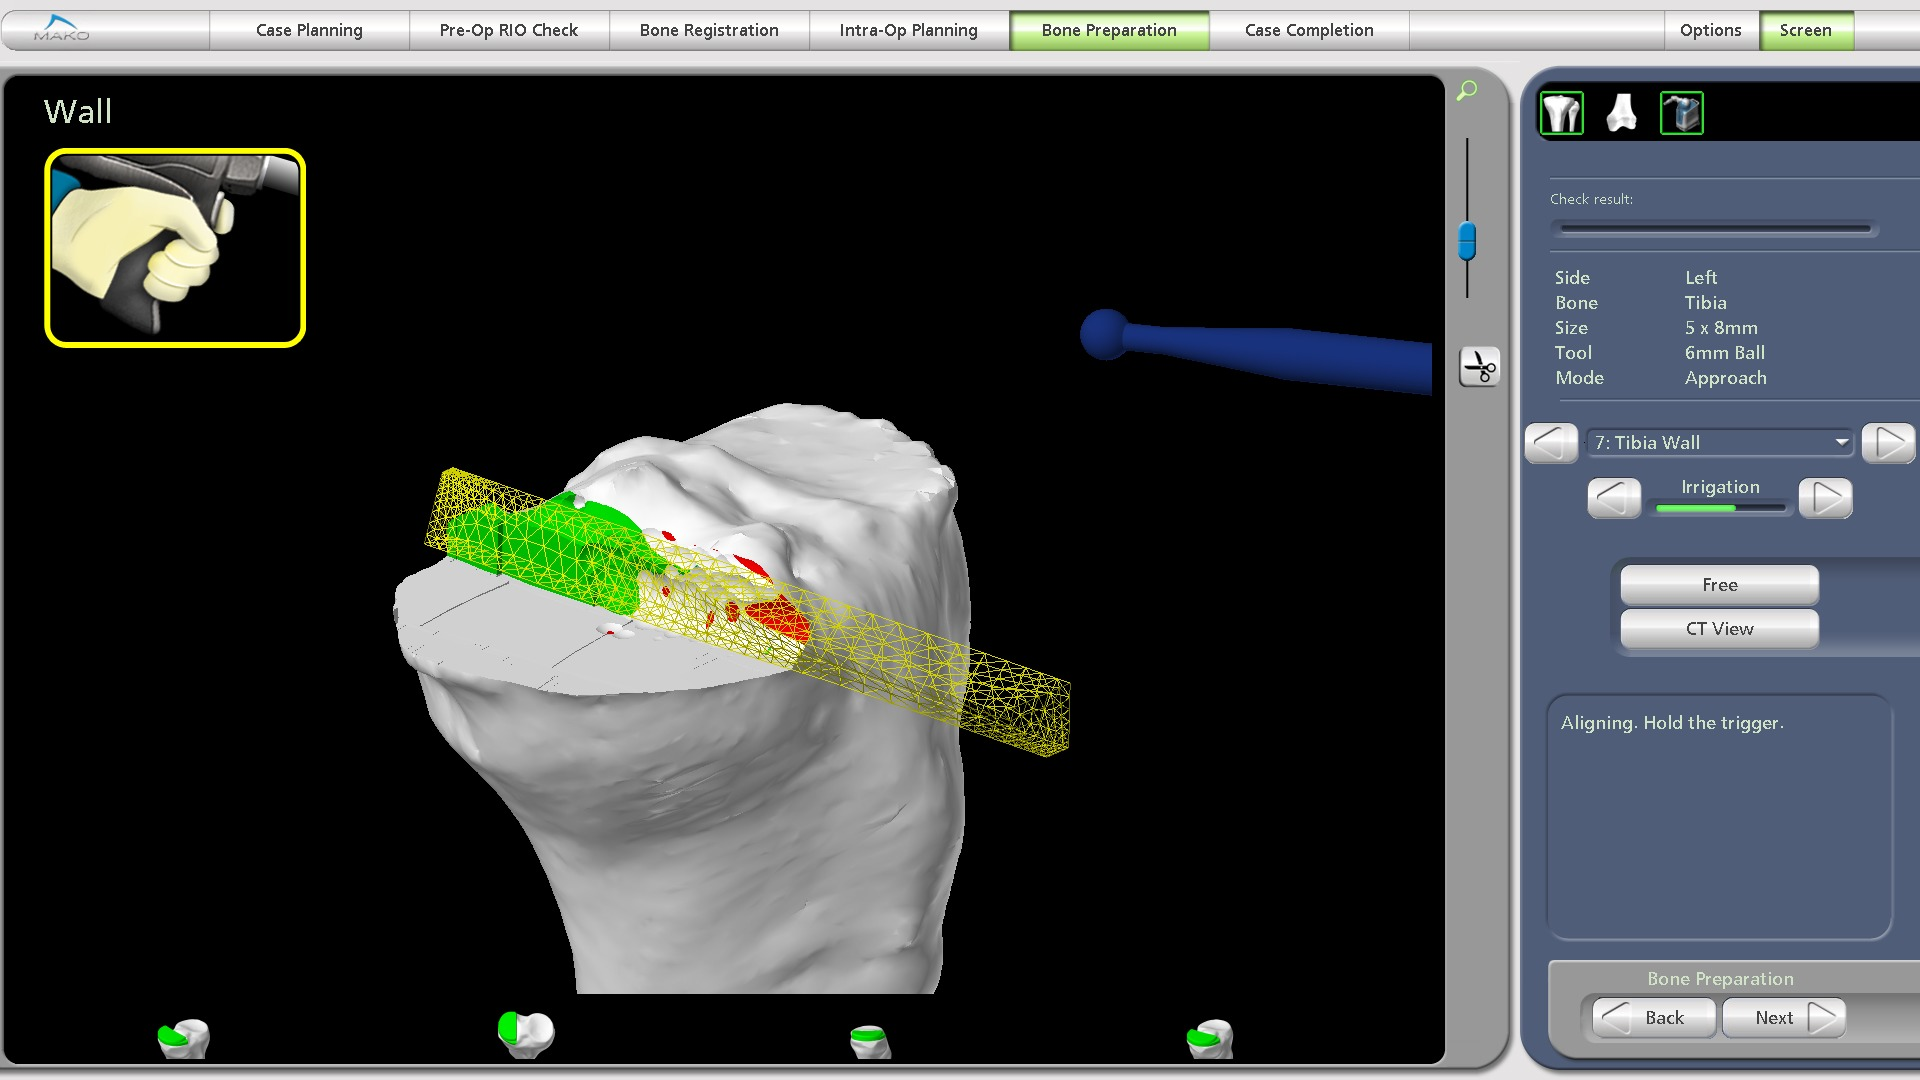 MAKO
Case Planning
Pre-Op RIO Check
Bone Registration
Intra-Op Planning
Bone Preparation
Case Completion
Options
Screen
Wall
Check result:
Side Left
Bone Tibia
Size 5 x 8mm
Tool 6mm Ball
Mode Approach
7: Tibia Wall
Irrigation
Free
CT View
Aligning. Hold the trigger.
Bone Preparation
Back
Next